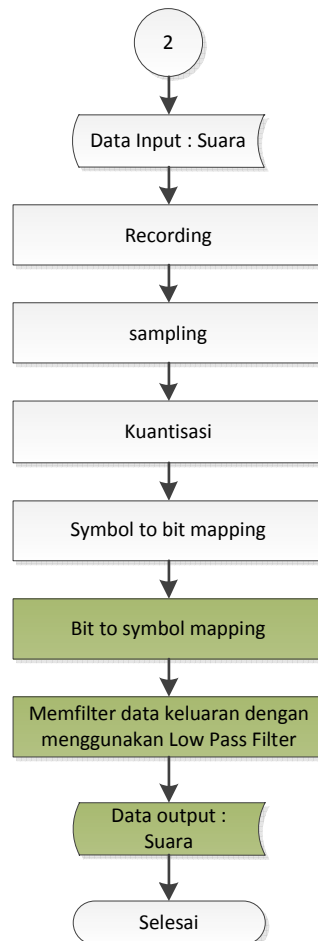 2
Data Input : Suara
Recording
sampling
Kuantisasi
Symbol to bit mapping
Bit to symbol mapping
Memfilter data keluaran dengan
menggunakan Low Pass Filter
Data output :
Suara
Selesai